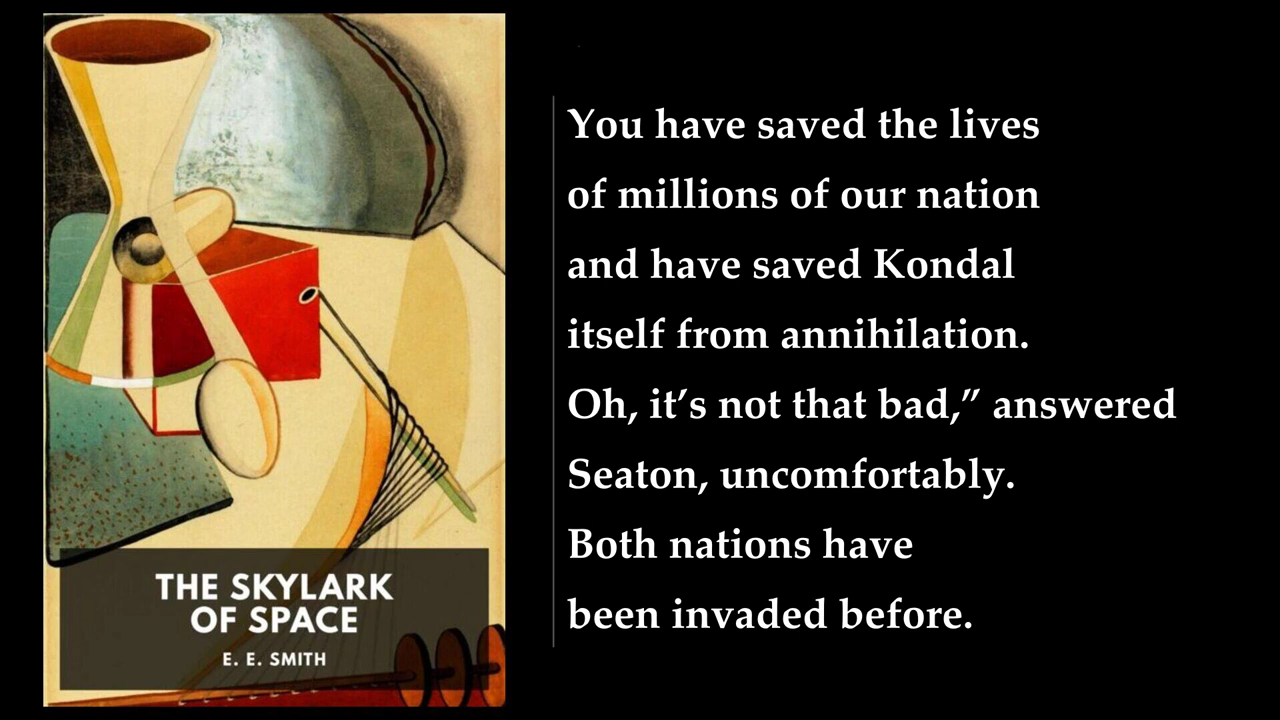 THE SKYLARK
OF SPACE
E. E. SMITH
You have saved the lives
of millions of our nation
and have saved Kondal
itself from annihilation.
Oh, it’s not that bad,” answered
Seaton, uncomfortably.
Both nations have
been invaded before.